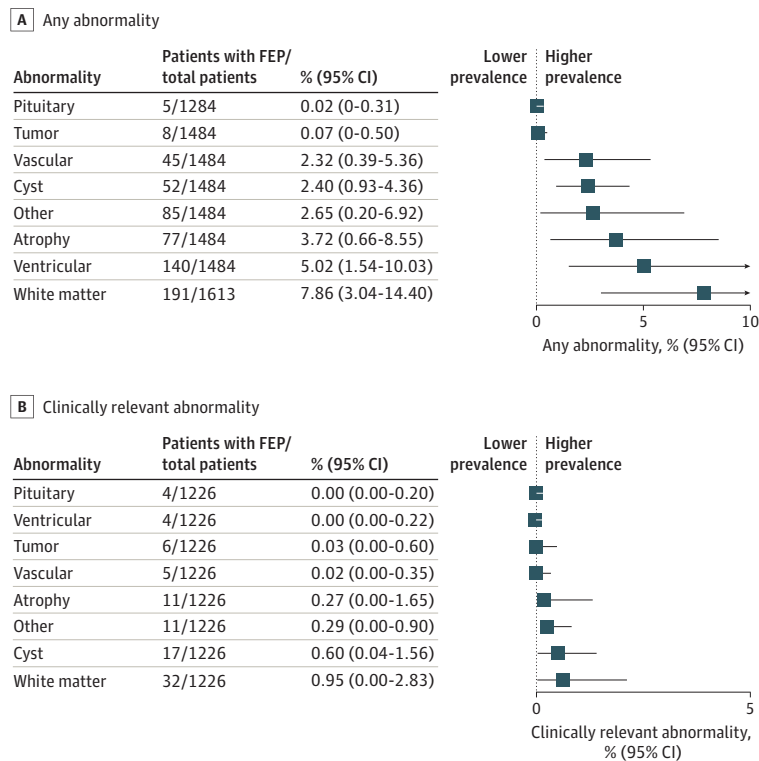 A Any abnormality
Patients with FEP/ Lower Higher
Abnormality total patients % (95% CI) prevalence prevalence
Pituitary 5/1284 0.02 (0-0.31)
Tumor 8/1484 0.07 (0-0.50)
Vascular 45/1484 2.32 (0.39-5.36)
Cyst 52/1484 2.40 (0.93-4.36)
Other 85/1484 2.65 (0.20-6.92)
Atrophy 77/1484 3.72 (0.66-8.55)
Ventricular 140/1484 5.02 (1.54-10.03)
White matter 191/1613 7.86 (3.04-14.40)
0 5 10
Any abnormality, % (95% CI)
B Clinically relevant abnormality
Patients with FEP/ Lower Higher
Abnormality total patients % (95% CI) prevalence prevalence
Pituitary 4/1226 0.00 (0.00-0.20)
Ventricular 4/1226 0.00 (0.00-0.22)
Tumor 6/1226 0.03 (0.00-0.60)
Vascular 5/1226 0.02 (0.00-0.35)
Atrophy 11/1226 0.27 (0.00-1.65)
Other 11/1226 0.29 (0.00-0.90)
Cyst 17/1226 0.60 (0.04-1.56)
White matter 32/1226 0.95 (0.00-2.83)
0 5
Clinically relevant abnormality,
% (95% CI)